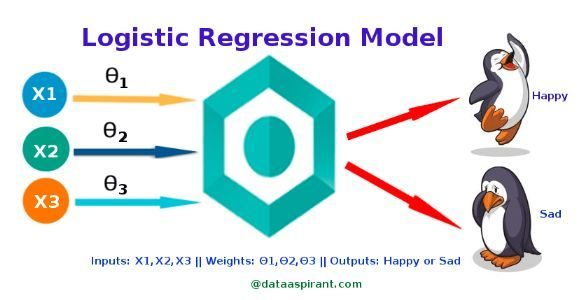 Logistic Regression Model
X1
θ1
X2
θ2
X3
θ3
Happy
Sad
Inputs: X1,X2,X3 || Weights: Θ1,Θ2,Θ3 || Outputs: Happy or Sad
@dataaspirant.com